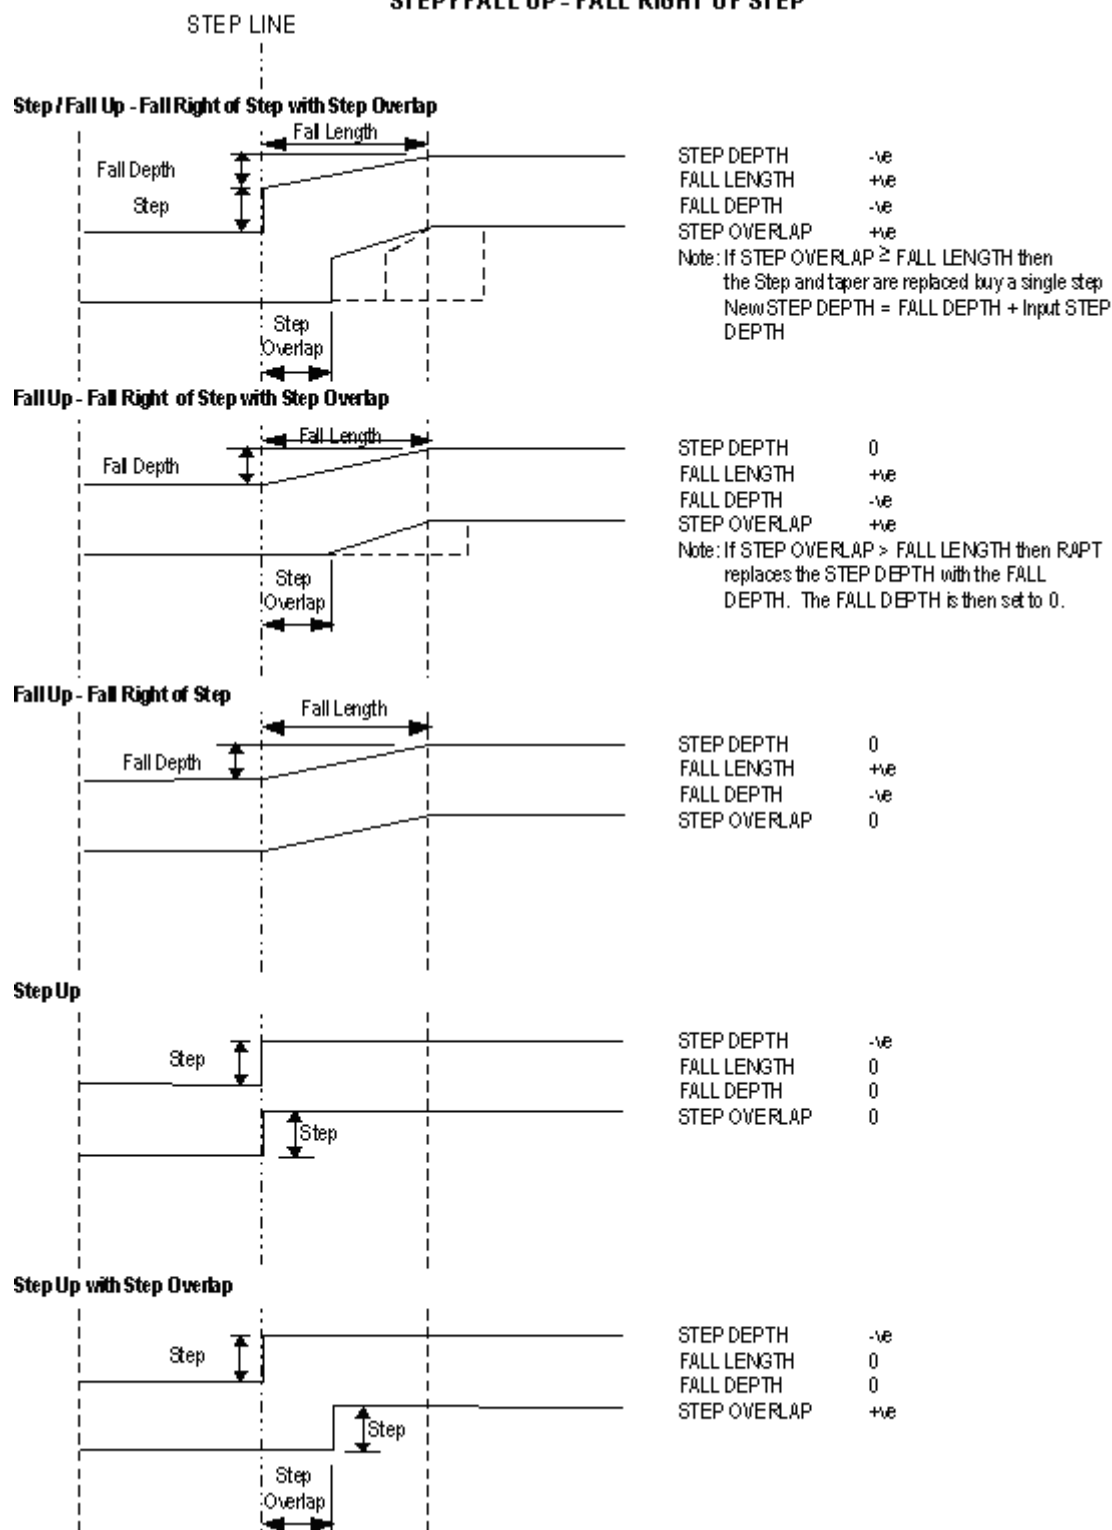 STEP / FALL UP - FALL RIGHT OF STEP
STEP LINE
Step / Fall Up - Fall Right of Step with Step Overlap
Fall Length
Fall Depth
Step
Step
Overlap
STEP DEPTH -ve
FALL LENGTH +ve
FALL DEPTH -ve
STEP OVERLAP +ve
Note: If STEP OVERLAP ≥ FALL LENGTH then
the Step and taper are replaced buy a single step
New STEP DEPTH = FALL DEPTH + Input STEP
DEPTH
Fall Up - Fall Right of Step with Step Overlap
Fall Length
Fall Depth
Step
Overlap
STEP DEPTH 0
FALL LENGTH +ve
FALL DEPTH -ve
STEP OVERLAP +ve
Note: If STEP OVERLAP > FALL LENGTH then RAPT
replaces the STEP DEPTH with the FALL
DEPTH. The FALL DEPTH is then set to 0.
Fall Up - Fall Right of Step
Fall Length
Fall Depth
STEP DEPTH 0
FALL LENGTH +ve
FALL DEPTH -ve
STEP OVERLAP 0
Step Up
Step
Step
STEP DEPTH -ve
FALL LENGTH 0
FALL DEPTH 0
STEP OVERLAP 0
Step Up with Step Overlap
Step
Step
Step
Overlap
STEP DEPTH -ve
FALL LENGTH 0
FALL DEPTH 0
STEP OVERLAP +ve